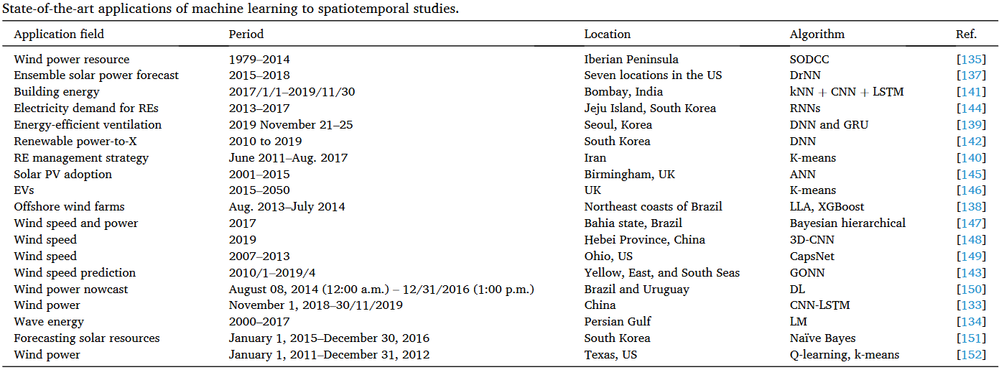 State-of-the-art applications of machine learning to spatiotemporal studies.
Application field Period Location Algorithm Ref.
Wind power resource 1979–2014 Iberian Peninsula SODCC [135]
Ensemble solar power forecast 2015–2018 Seven locations in the US DrNN [137]
Building energy 2017/1/1–2019/11/30 Bombay, India kNN + CNN + LSTM [141]
Electricity demand for REs 2013–2017 Jeju Island, South Korea RNNs [144]
Energy-efficient ventilation 2019 November 21–25 Seoul, Korea DNN and GRU [139]
Renewable power-to-X 2010 to 2019 South Korea DNN [142]
RE management strategy June 2011–Aug. 2017 Iran K-means [140]
Solar PV adoption 2001–2015 Birmingham, UK ANN [145]
EVs 2015–2050 UK K-means [146]
Offshore wind farms Aug. 2013–July 2014 Northeast coasts of Brazil LLA, XGBoost [138]
Wind speed and power 2017 Bahia state, Brazil Bayesian hierarchical [147]
Wind speed 2019 Hebei Province, China 3D-CNN [148]
Wind speed 2007–2013 Ohio, US CapsNet [149]
Wind speed prediction 2010/1–2019/4 Yellow, East, and South Seas GONN [143]
Wind power nowcast August 08, 2014 (12:00 a.m.) – 12/31/2016 (1:00 p.m.) Brazil and Uruguay DL [150]
Wind power November 1, 2018–30/11/2019 China CNN-LSTM [133]
Wave energy 2000–2017 Persian Gulf LM [134]
Forecasting solar resources January 1, 2015–December 30, 2016 South Korea Naïve Bayes [151]
Wind power January 1, 2011–December 31, 2012 Texas, US Q-learning, k-means [152]